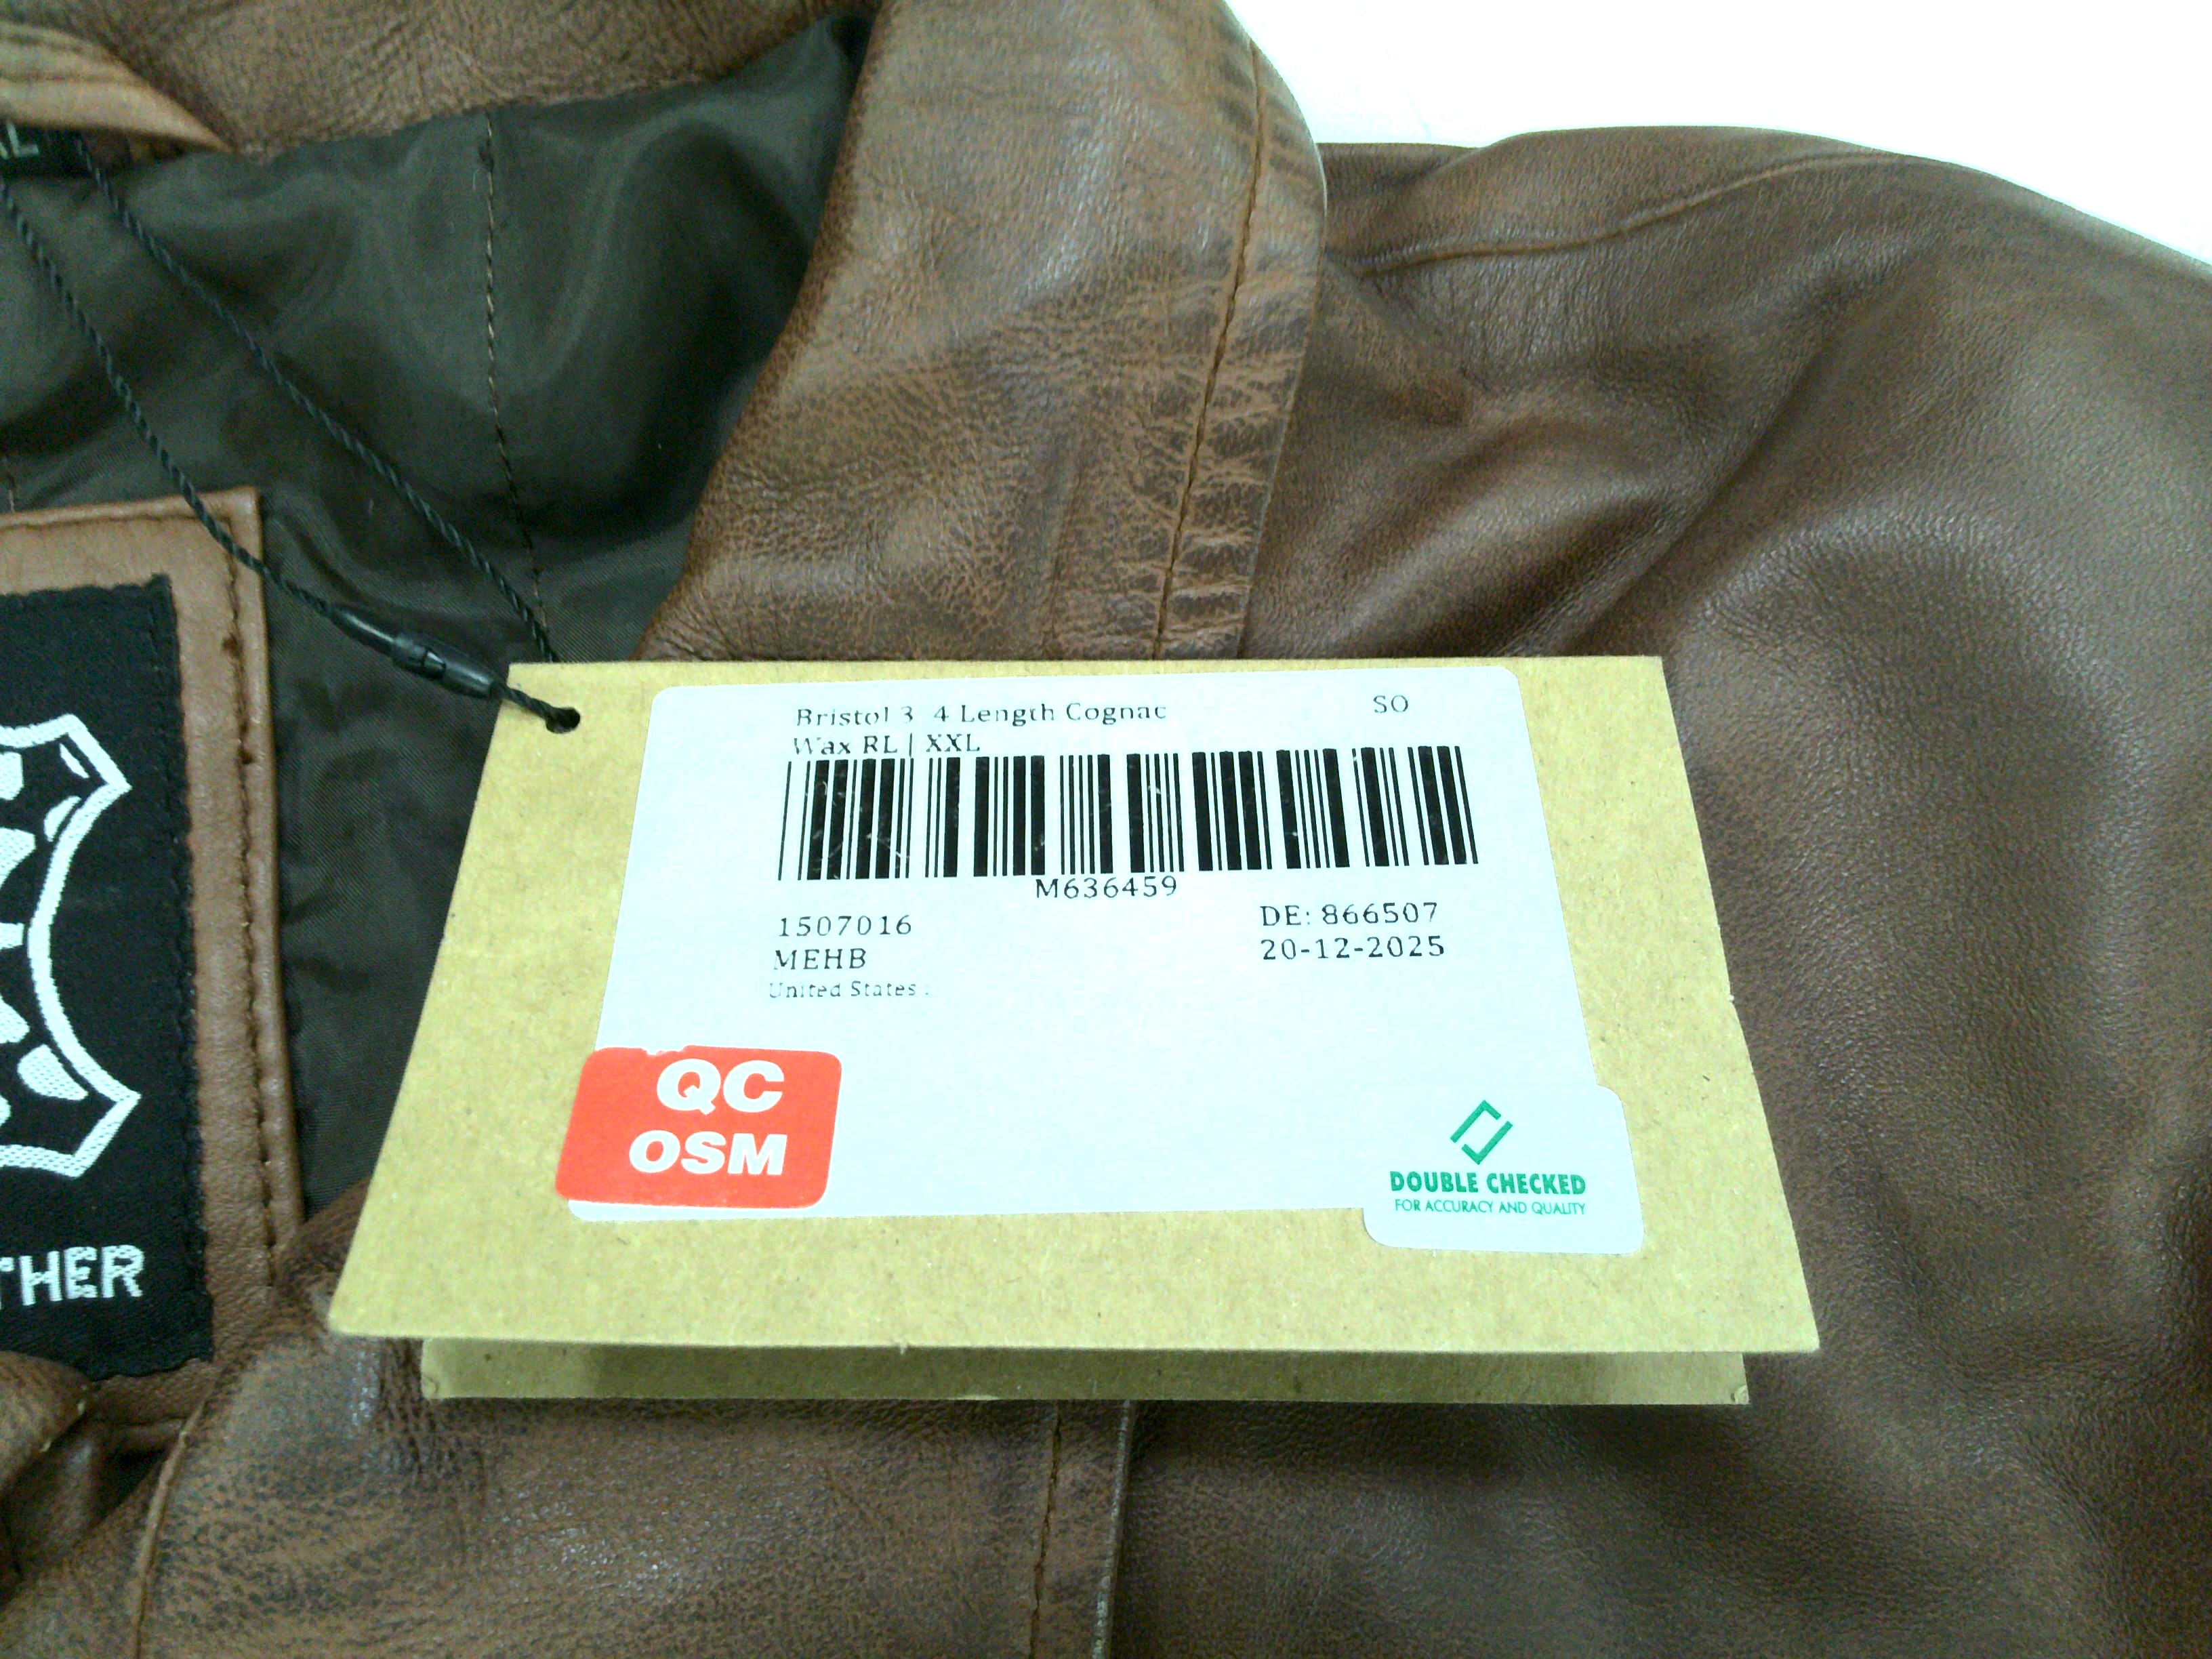 Bristol 3 4 Length Cognac SO
Wax RL | XXL
M636459
1507016 DE: 866507
MEHB 20-12-2025
United States :
QC
OSM
DOUBLE CHECKED
FOR ACCURACY AND QUALITY
THER